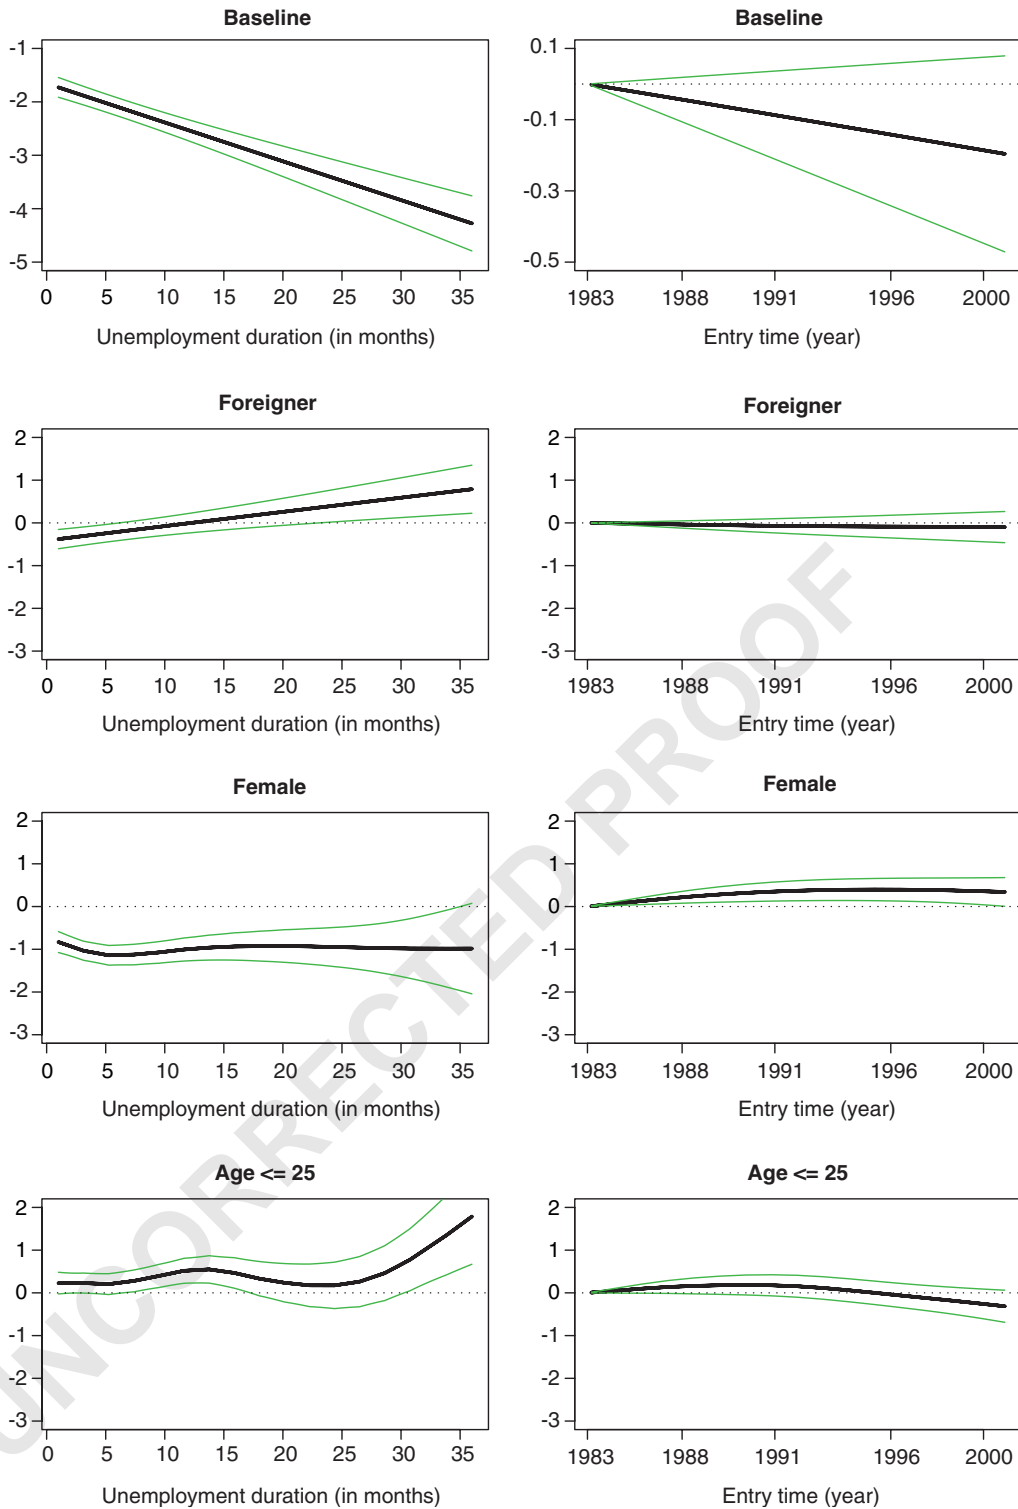 Baseline
-1
-2
-3
-4
-5
0 5 10 15 20 25 30 35
Unemployment duration (in months)
Baseline
0.1
-0.1
-0.3
-0.5
1983 1988 1991 1996 2000
Entry time (year)
Foreigner
2
1
0
-1
-2
-3
0 5 10 15 20 25 30 35
Unemployment duration (in months)
Foreigner
2
1
0
-1
-2
-3
1983 1988 1991 1996 2000
Entry time (year)
Female
2
1
0
-1
-2
-3
0 5 10 15 20 25 30 35
Unemployment duration (in months)
Female
2
1
0
-1
-2
-3
1983 1988 1991 1996 2000
Entry time (year)
Age <= 25
2
1
0
-1
-2
-3
0 5 10 15 20 25 30 35
Unemployment duration (in months)
Age <= 25
2
1
0
-1
-2
-3
1983 1988 1991 1996 2000
Entry time (year)
UNCORRECTED PROOF